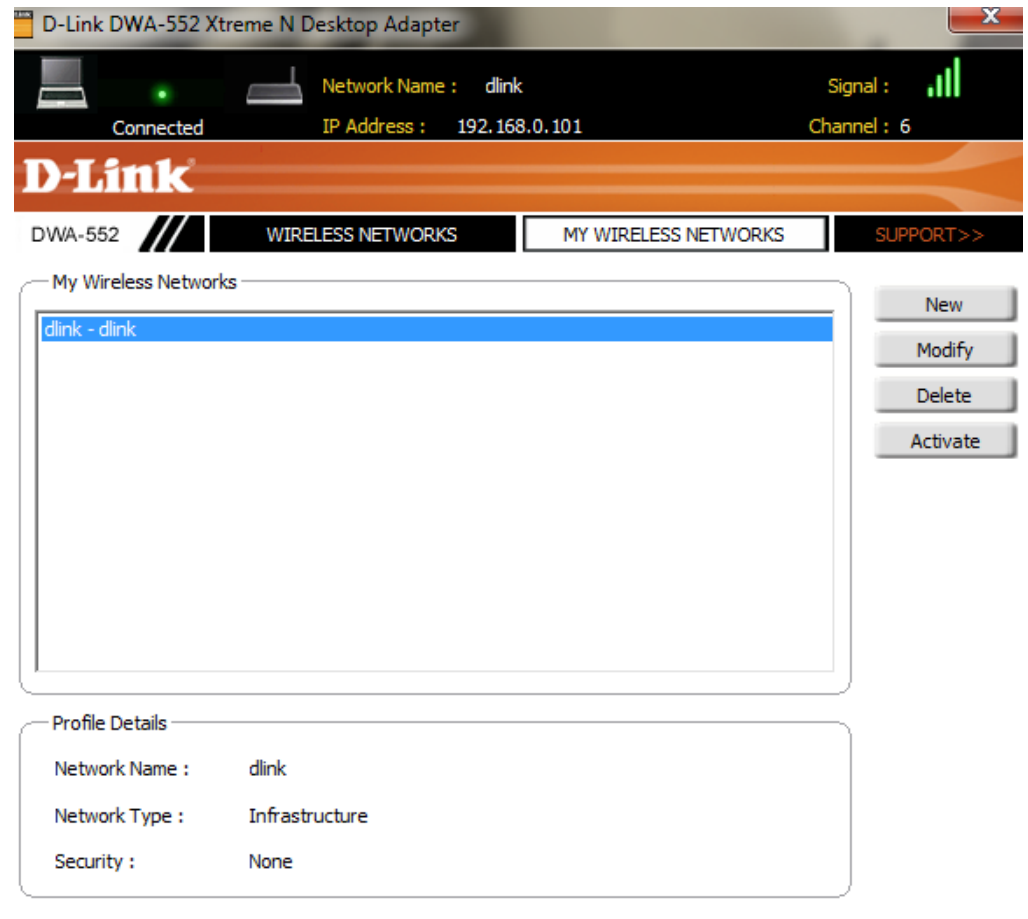 D-Link DWA-552 Xtreme N Desktop Adapter
Network Name : dlink Signal :
Connected IP Address : 192.168.0.101 Channel : 6
D-Link
DWA-552 WIRELESS NETWORKS MY WIRELESS NETWORKS SUPPORT>>
My Wireless Networks
dlink - dlink
New
Modify
Delete
Activate
Profile Details
Network Name : dlink
Network Type : Infrastructure
Security : None